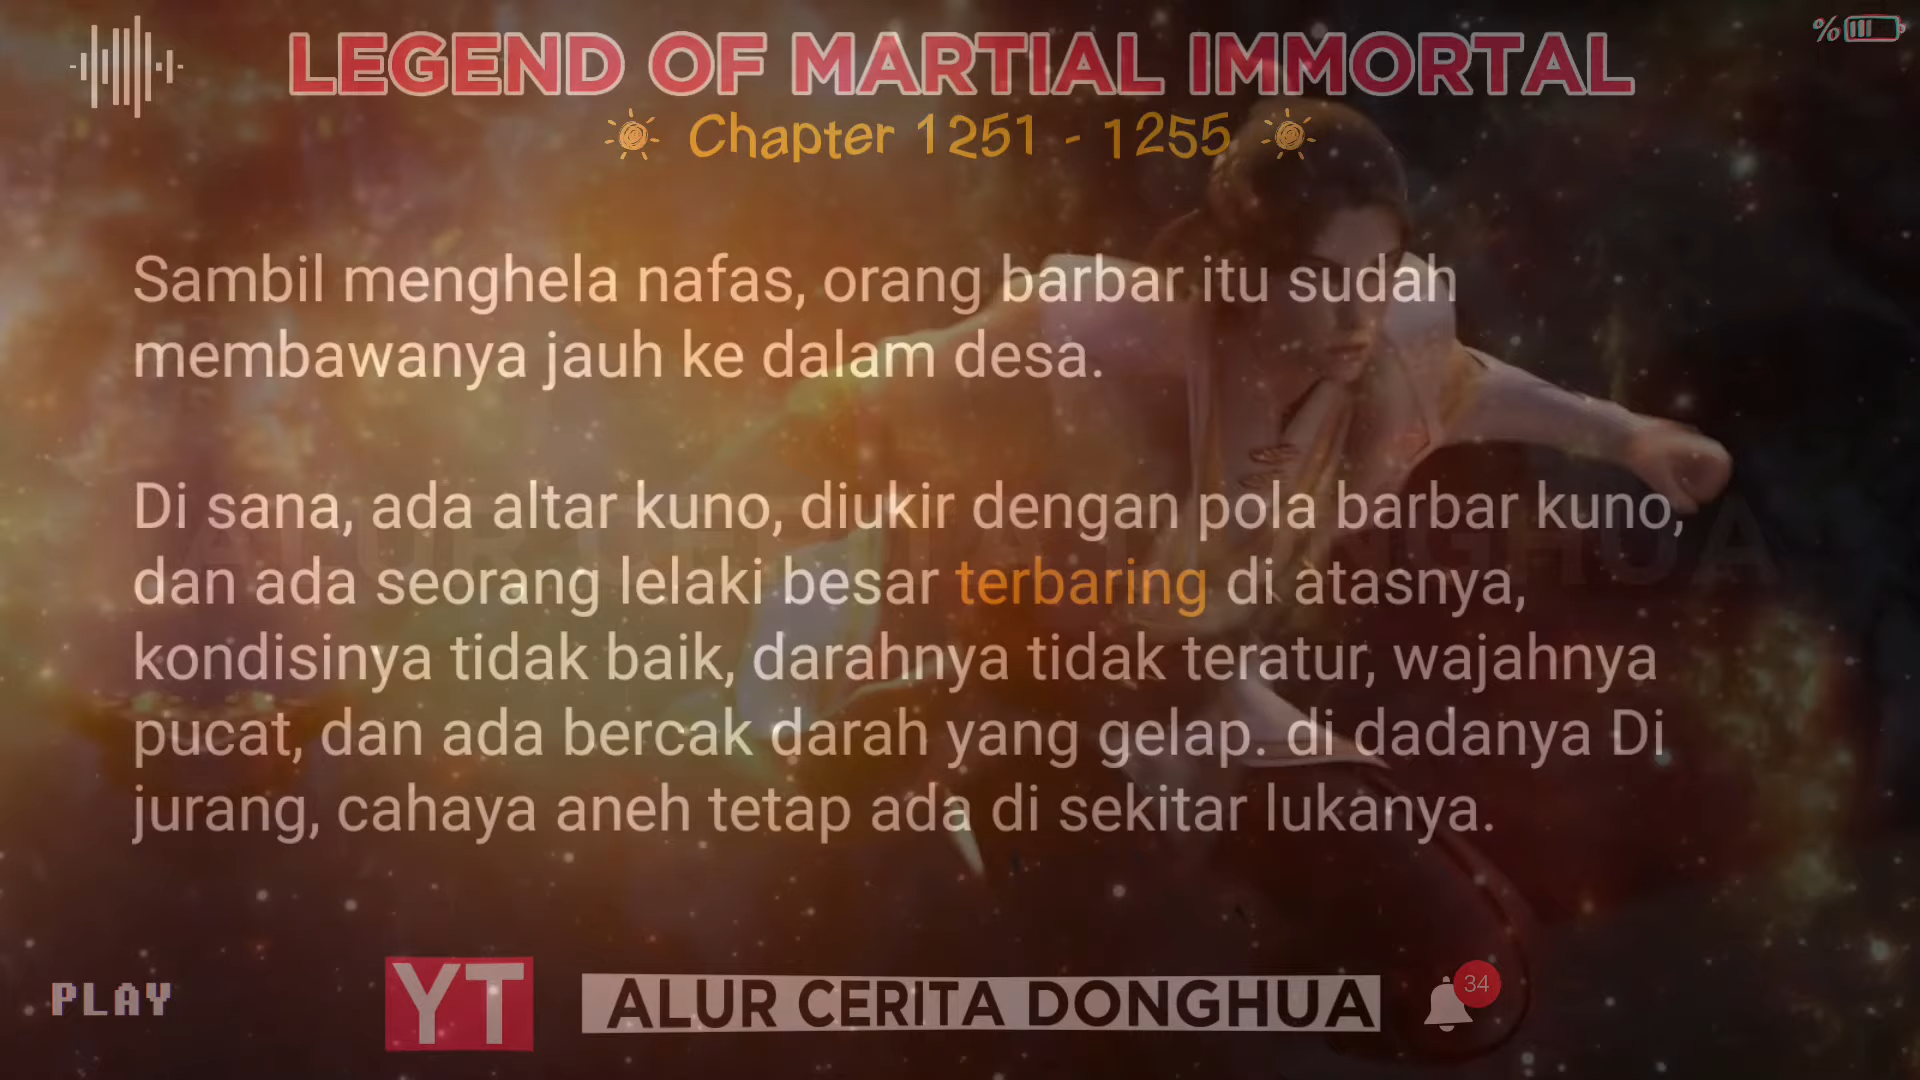 LEGEND OF MARTIAL IMMORTAL
%
Chapter 1251 - 1255
Sambil menghela nafas, orang barbar itu sudah
membawanya jauh ke dalam desa.
Di sana, ada altar kuno, diukir dengan pola barbar kuno,
dan ada seorang lelaki besar terbaring di atasnya,
kondisinya tidak baik, darahnya tidak teratur, wajahnya
pucat, dan ada bercak darah yang gelap. di dadanya Di
jurang, cahaya aneh tetap ada di sekitar lukanya.
ALUR CERITA DONGHUA
PLAY
YT
ALUR CERITA DONGHUA
34